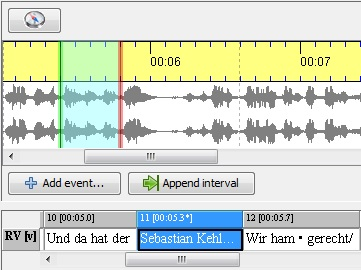 00:06 00:07
Add event... Append interval
10 [00:05.0] 11 [00:05.3*] 12 [00:05.7]
RV [v] Und da hat der Sebastian Kehl... Wir ham • gerecht/